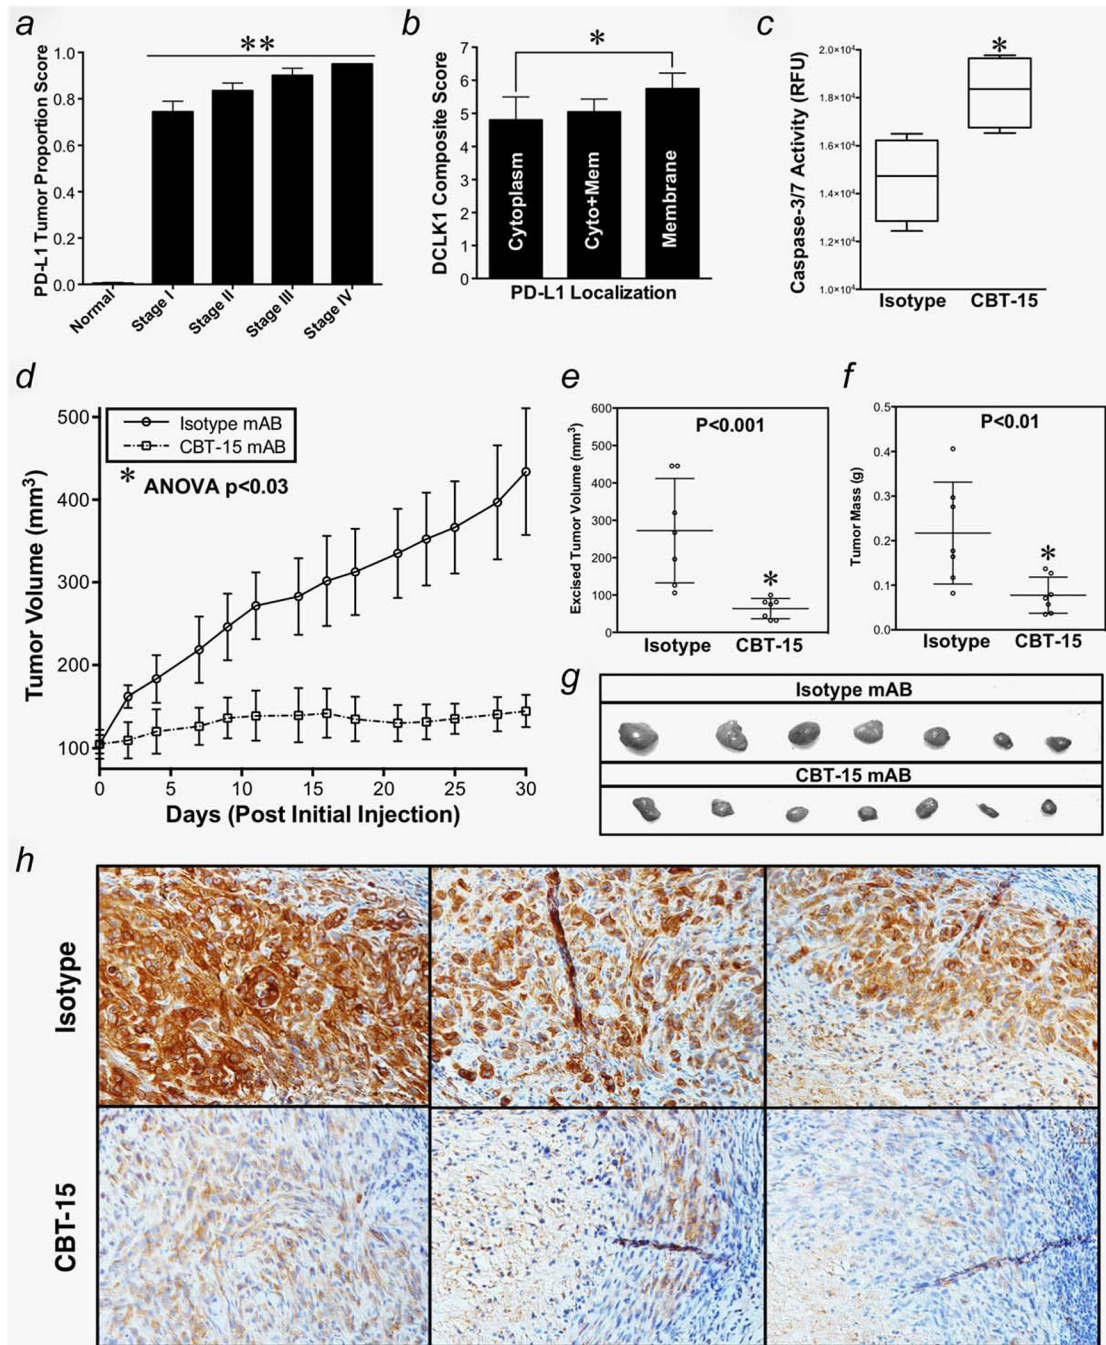 a
**
PD-L1 Tumor Proportion Score
1.0
0.8
0.6
0.4
0.2
0.0
Normal
Stage I
Stage II
Stage III
Stage IV
b
*
DCLK1 Composite Score
7
6
5
4
3
2
1
0
Cytoplasm
Cyto+Mem
Membrane
PD-L1 Localization
c
*
Caspase-3/7 Activity (RFU)
2.0×10⁴
1.8×10⁴
1.6×10⁴
1.4×10⁴
1.2×10⁴
1.0×10⁴
Isotype
CBT-15
d
Tumor Volume (mm³)
500
400
300
200
100
Isotype mAB
CBT-15 mAB
* ANOVA p<0.03
0
5
10
15
20
25
30
Days (Post Initial Injection)
e
Excised Tumor Volume (mm³)
600
500
400
300
200
100
0
P<0.001
*
Isotype
CBT-15
f
Tumor Mass (g)
0.5
0.4
0.3
0.2
0.1
0.0
P<0.01
*
Isotype
CBT-15
g
Isotype mAB
CBT-15 mAB
h
Isotype
CBT-15